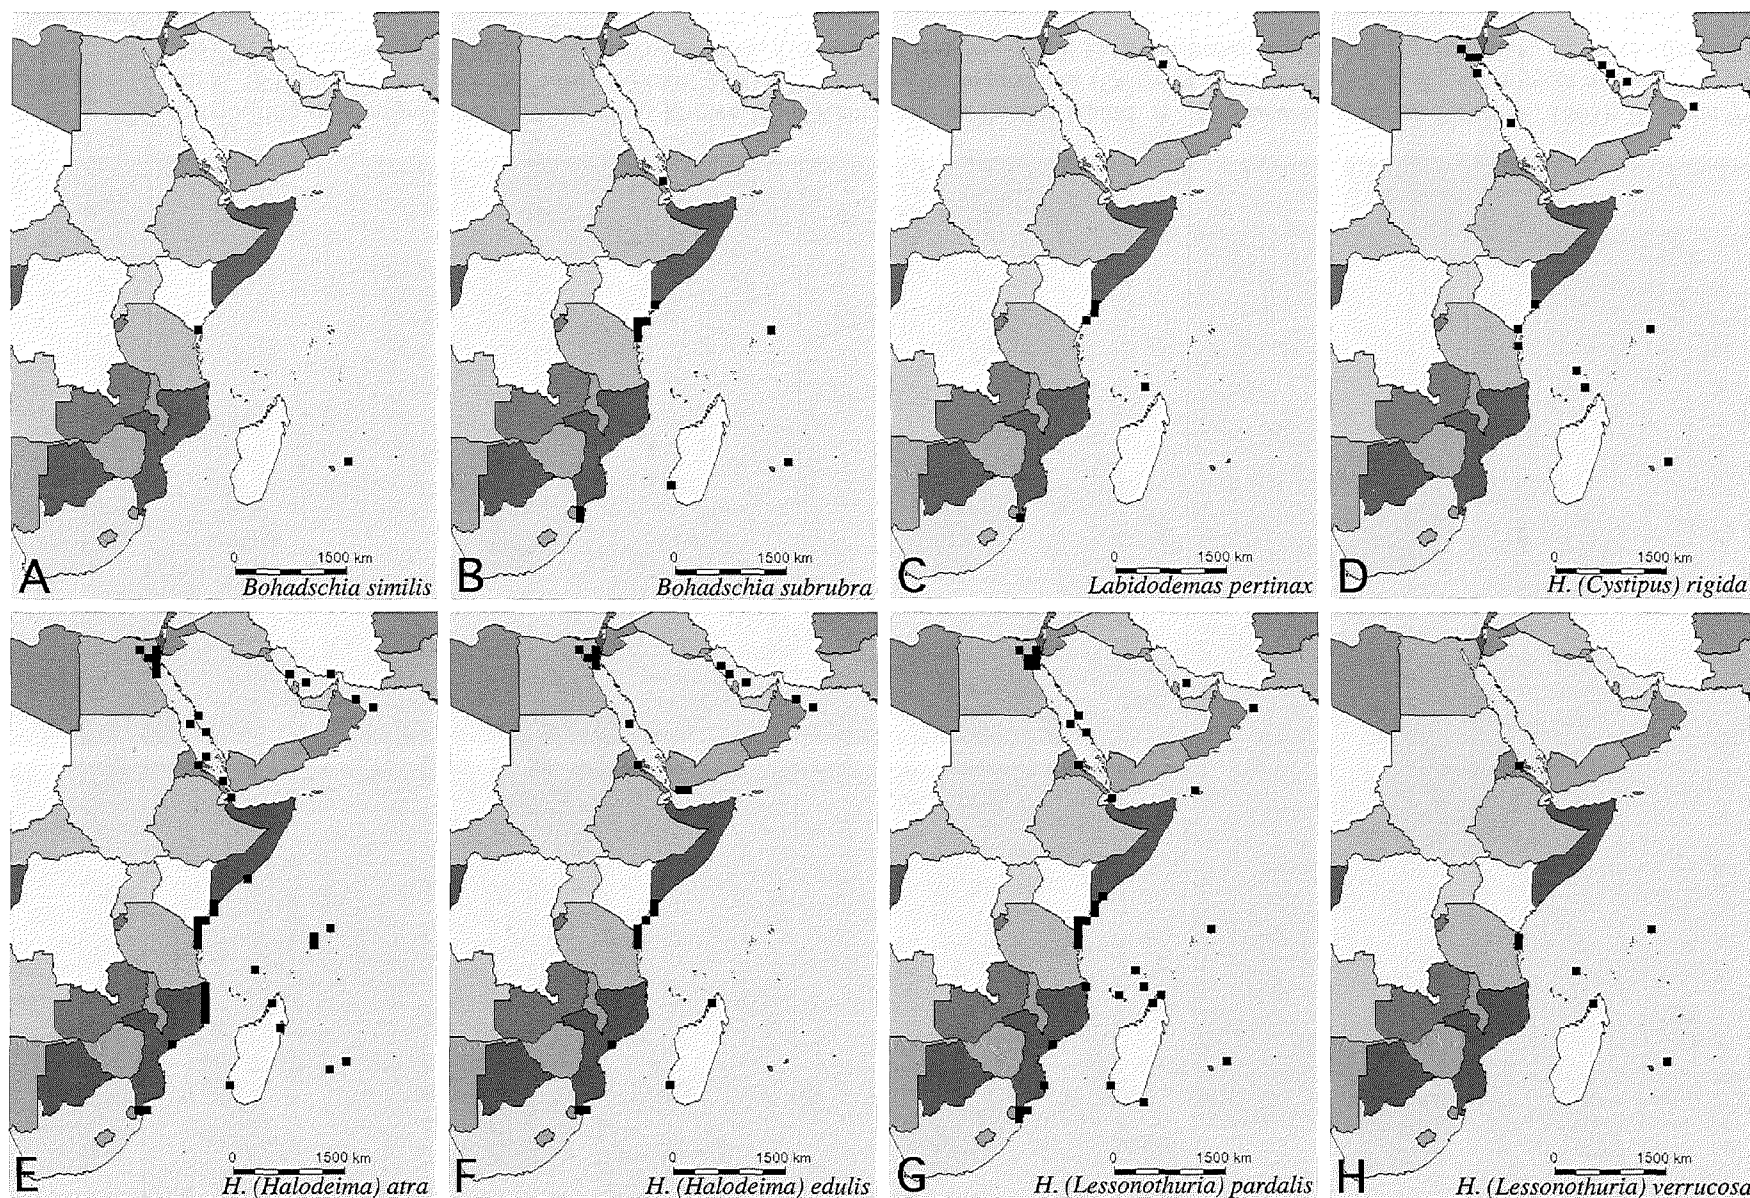 0 1500 km
A Bohadschia similis
0 1500 km
B Bohadschia subrubra
0 1500 km
C Labidodemas pertinax
0 1500 km
D H. (Cystipus) rigida
0 1500 km
E H. (Halodeima) atra
0 1500 km
F H. (Halodeima) edulis
0 1500 km
G H. (Lessonothuria) pardalis
0 1500 km
H H. (Lessonothuria) verrucosa